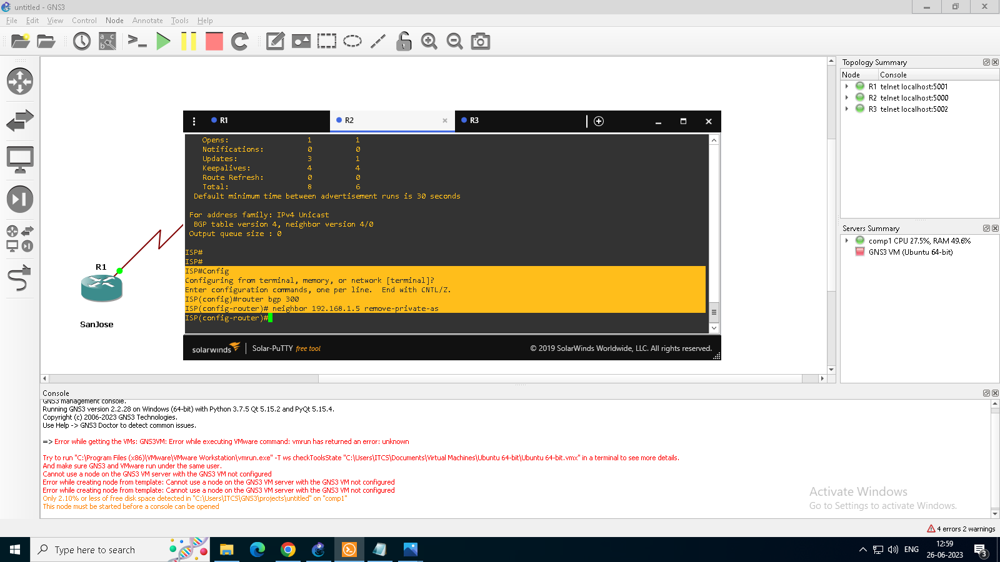 untitled - GNS3
File Edit View Control Node Annotate Tools Help
Topology Summary
Node Console
R1 telnet localhost:5001
R2 telnet localhost:5000
R3 telnet localhost:5002
Servers Summary
comp1 CPU 27.5%, RAM 49.6%
GNS3 VM (Ubuntu 64-bit)
R1
SanJose
R1 R2 R3
Opens: 1 1
Notifications: 0 0
Updates: 3 1
Keepalives: 4 4
Route Refresh: 0 0
Total: 8 6
Default minimum time between advertisement runs is 30 seconds
For address family: IPv4 Unicast
BGP table version 4, neighbor version 4/0
Output queue size : 0
ISP#
ISP#
ISP#Config
Configuring from terminal, memory, or network [terminal]?
Enter configuration commands, one per line.  End with CNTL/Z.
ISP(config)#router bgp 300
ISP(config-router)# neighbor 192.168.1.5 remove-private-as
ISP(config-router)#
solarwinds Solar-PuTTY free tool © 2019 SolarWinds Worldwide, LLC. All rights reserved.
Console
GNS3 management console.
Running GNS3 version 2.2.28 on Windows (64-bit) with Python 3.7.5 Qt 5.15.2 and PyQt 5.15.4.
Copyright (c) 2006-2023 GNS3 Technologies.
Use Help -> GNS3 Doctor to detect common issues.
=> Error while getting the VMs: GNS3VM: Error while executing VMware command: vmrun has returned an error: unknown
Try to run "C:\Program Files (x86)\VMware\VMware Workstation\vmrun.exe" -T ws checkToolsState "C:\Users\ITCS\Documents\Virtual Machines\Ubuntu 64-bit\Ubuntu 64-bit.vmx" in a terminal to see more details.
And make sure GNS3 and VMware run under the same user.
Cannot use a node on the GNS3 VM server with the GNS3 VM not configured
Error while creating node from template: Cannot use a node on the GNS3 VM server with the GNS3 VM not configured
Error while creating node from template: Cannot use a node on the GNS3 VM server with the GNS3 VM not configured
Only 2.10% or less of free disk space detected in "C:\Users\ITCS\GNS3\projects\untitled" on "comp1"
This node must be started before a console can be opened
Activate Windows
Go to Settings to activate Windows.
4 errors 2 warnings
Type here to search
ENG
12:59
26-06-2023
3